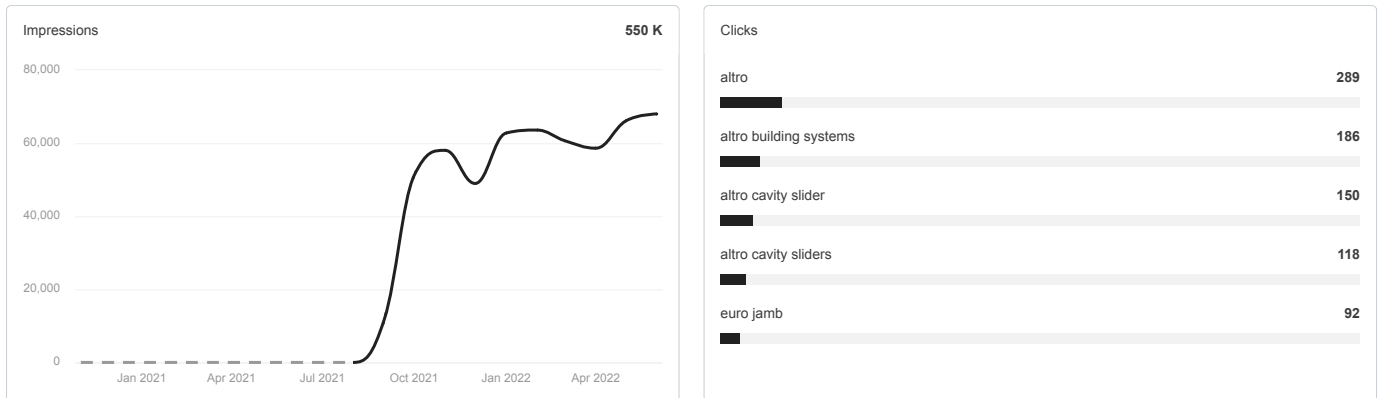 Impressions 550 K
80,000
60,000
40,000
20,000
0
Jan 2021 Apr 2021 Jul 2021 Oct 2021 Jan 2022 Apr 2022
Clicks
altro 289
altro building systems 186
altro cavity slider 150
altro cavity sliders 118
euro jamb 92